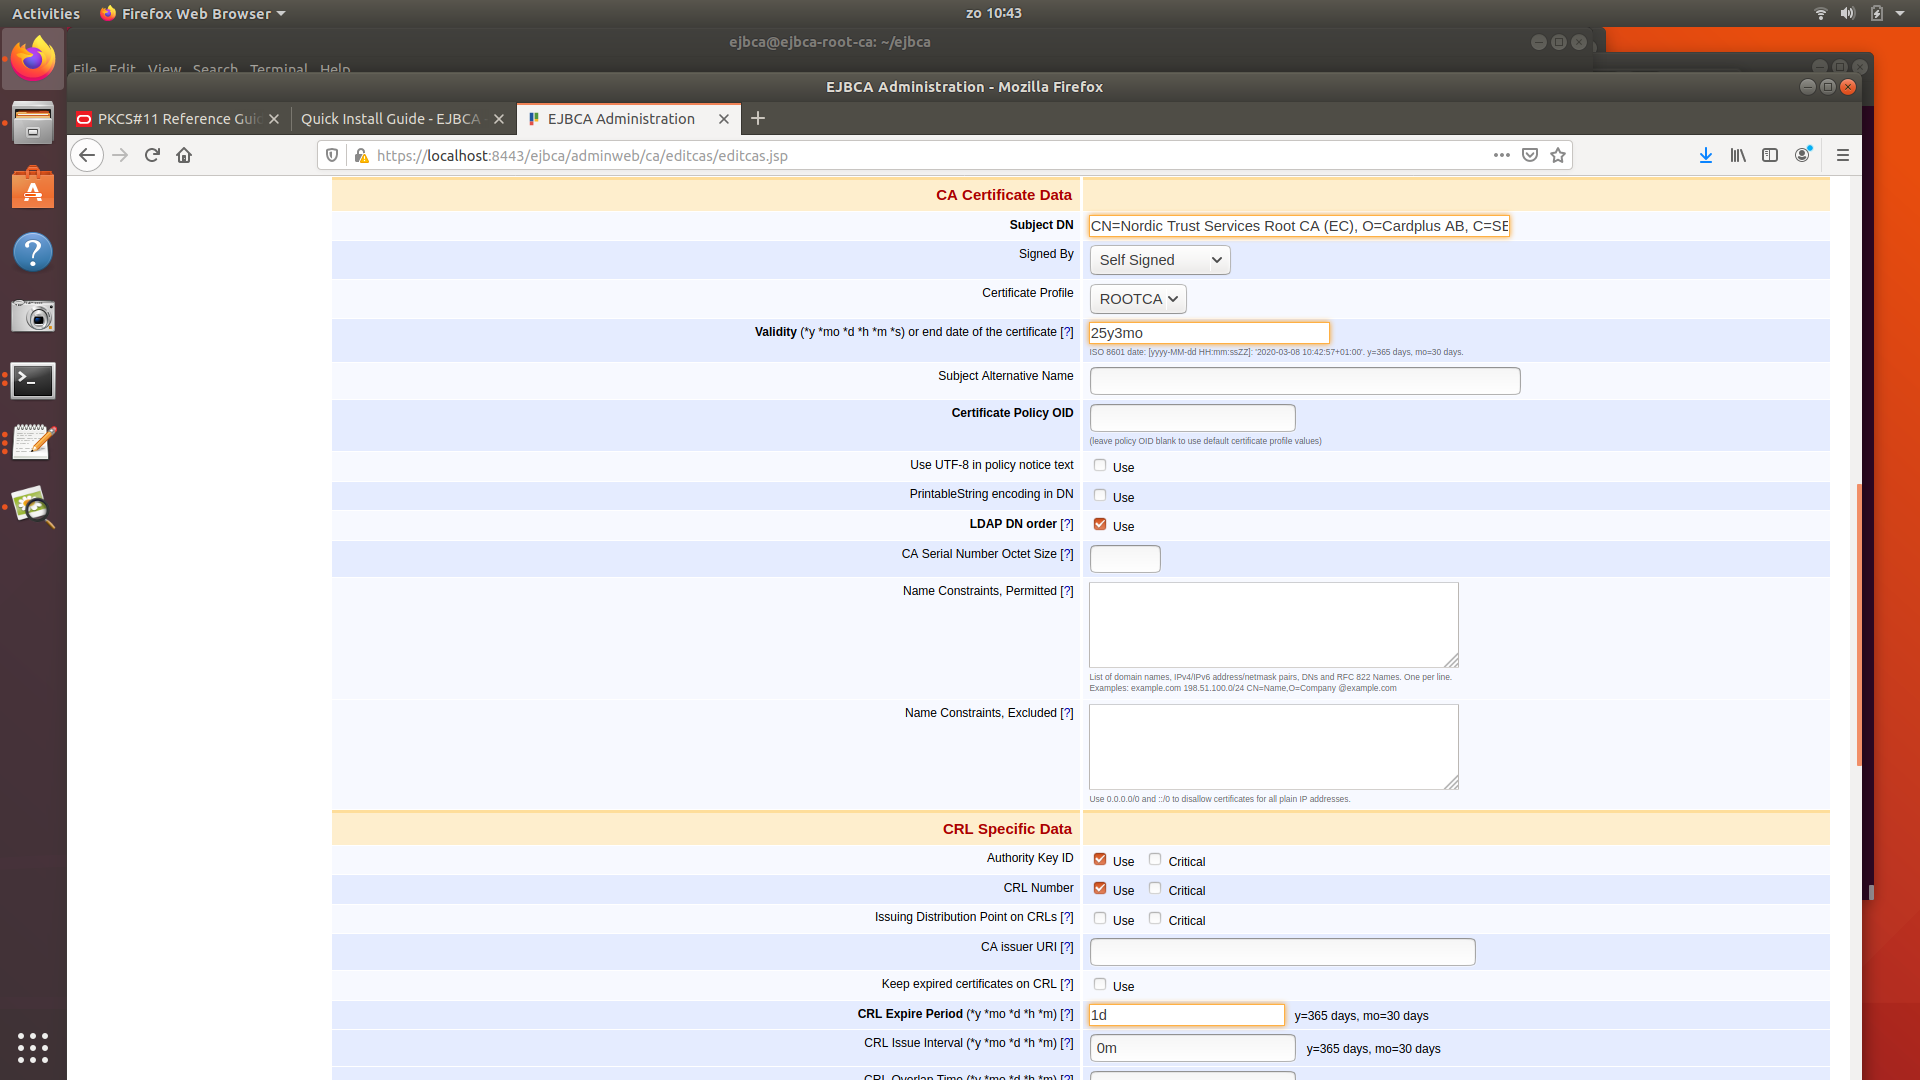 Activities
Firefox Web Browser
zo 10:43
ejbca@ejbca-root-ca: ~/ejbca
File Edit View Search Terminal Help
EJBCA Administration - Mozilla Firefox
PKCS#11 Reference Guid
Quick Install Guide - EJBCA -
EJBCA Administration
https://localhost:8443/ejbca/adminweb/ca/editcas/editcas.jsp
CA Certificate Data
Subject DN CN=Nordic Trust Services Root CA (EC), O=Cardplus AB, C=SE
Signed By Self Signed
Certificate Profile ROOTCA
Validity (*y *mo *d *h *m *s) or end date of the certificate [?] 25y3mo
ISO 8601 date: [yyyy-MM-dd HH:mm:ssZZ]: '2020-03-08 10:42:57+01:00'. y=365 days, mo=30 days.
Subject Alternative Name
Certificate Policy OID
(leave policy OID blank to use default certificate profile values)
Use UTF-8 in policy notice text Use
PrintableString encoding in DN Use
LDAP DN order [?] Use
CA Serial Number Octet Size [?]
Name Constraints, Permitted [?]
List of domain names, IPv4/IPv6 address/netmask pairs, DNs and RFC 822 Names. One per line.
Examples: example.com 198.51.100.0/24 CN=Name,O=Company @example.com
Name Constraints, Excluded [?]
Use 0.0.0.0/0 and ::/0 to disallow certificates for all plain IP addresses.
CRL Specific Data
Authority Key ID Use Critical
CRL Number Use Critical
Issuing Distribution Point on CRLs [?] Use Critical
CA issuer URI [?]
Keep expired certificates on CRL [?] Use
CRL Expire Period (*y *mo *d *h *m) [?] 1d y=365 days, mo=30 days
CRL Issue Interval (*y *mo *d *h *m) [?] 0m y=365 days, mo=30 days
CRL Overlap Time (*y *mo *d *h *m) [?]